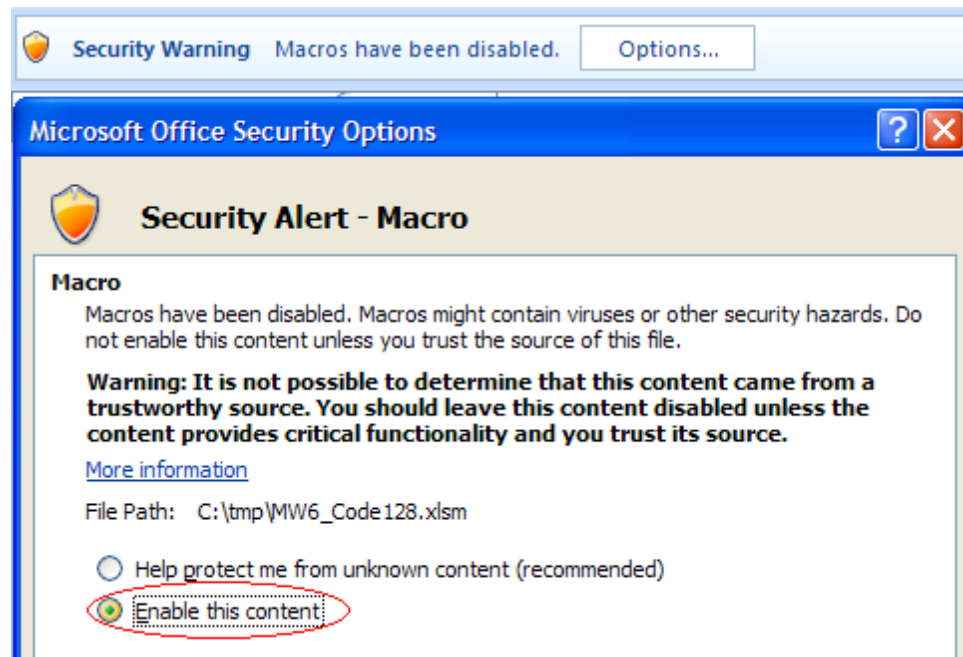 Security Warning Macros have been disabled. Options...
Microsoft Office Security Options
Security Alert - Macro
Macro
Macros have been disabled. Macros might contain viruses or other security hazards. Do
not enable this content unless you trust the source of this file.
Warning: It is not possible to determine that this content came from a
trustworthy source. You should leave this content disabled unless the
content provides critical functionality and you trust its source.
More information
File Path: C:\tmp\MW6_Code128.xlsm
Help protect me from unknown content (recommended)
Enable this content